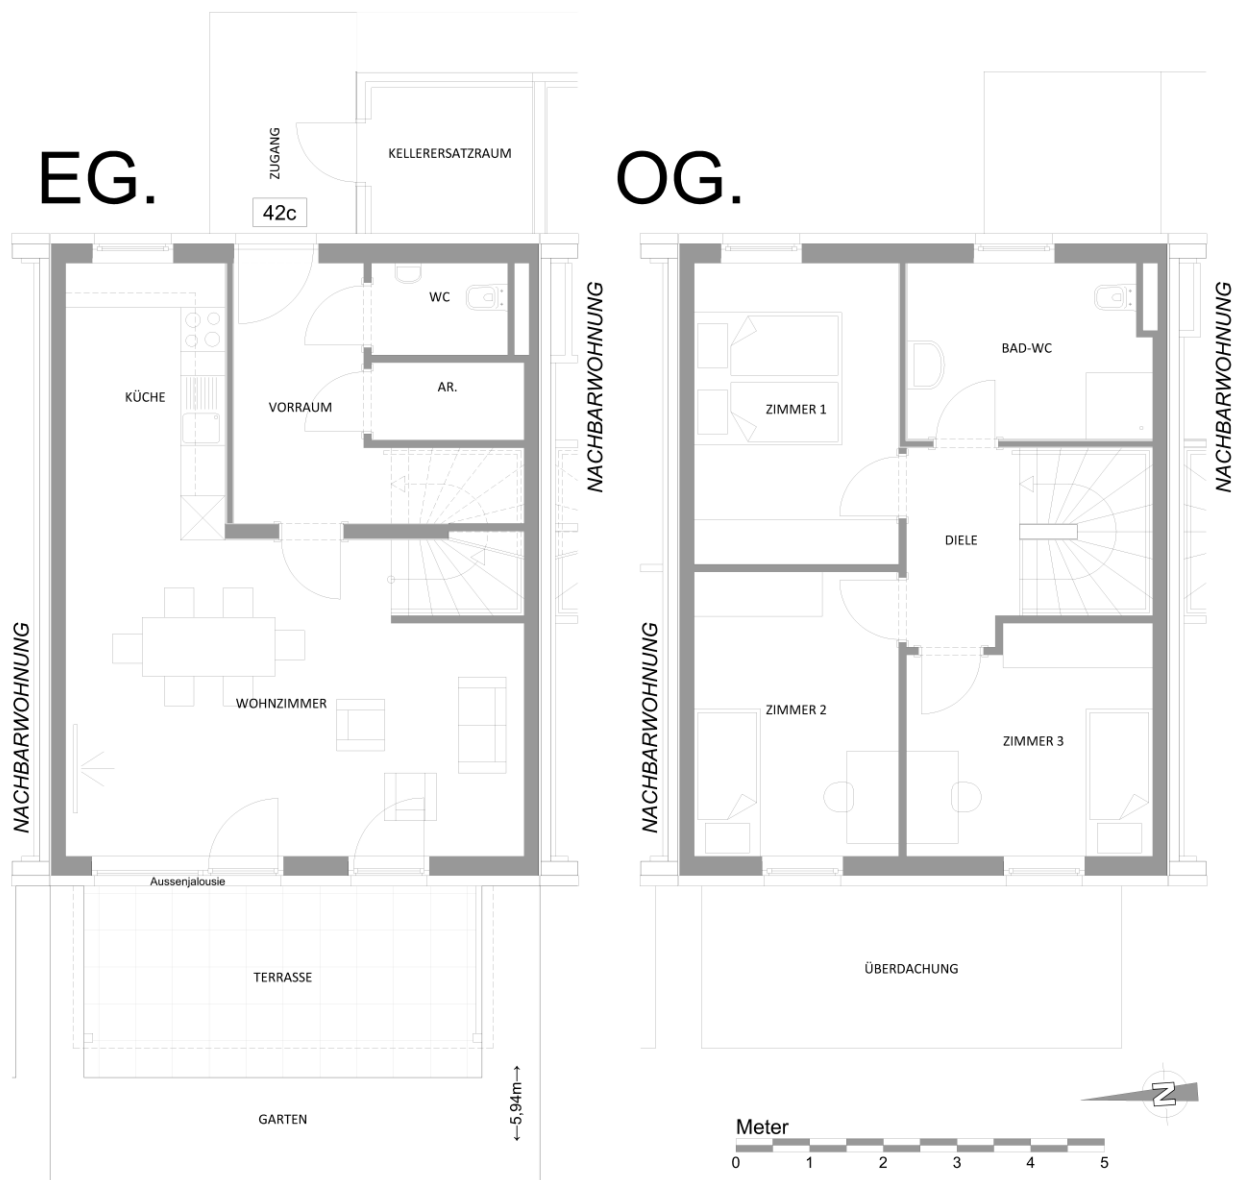 EG.
ZUGANG
KELLERERSATZRAUM
42c
WC
AR.
KÜCHE
VORRAUM
WOHNZIMMER
NACHBARWOHNUNG
NACHBARWOHNUNG
Aussenjalousie
TERRASSE
GARTEN
←5,94m→
OG.
BAD-WC
ZIMMER 1
DIELE
ZIMMER 2
ZIMMER 3
NACHBARWOHNUNG
NACHBARWOHNUNG
ÜBERDACHUNG
N
Meter
0 1 2 3 4 5